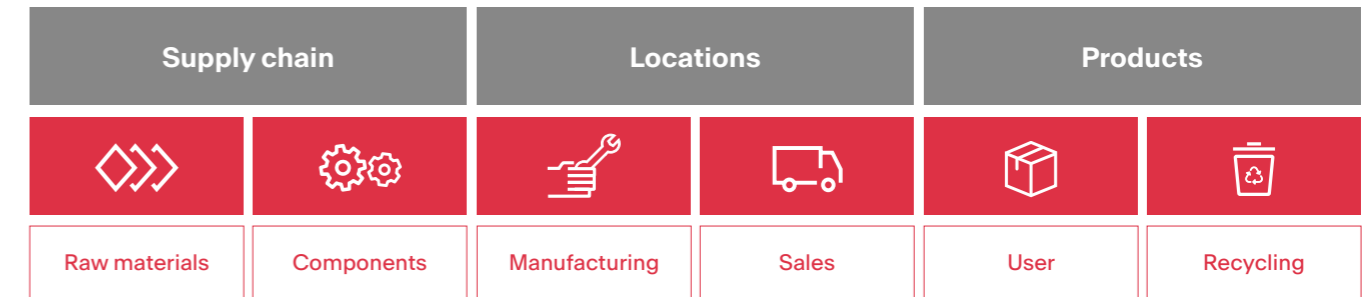 Supply chain
Locations
Products
Raw materials
Components
Manufacturing
Sales
User
Recycling